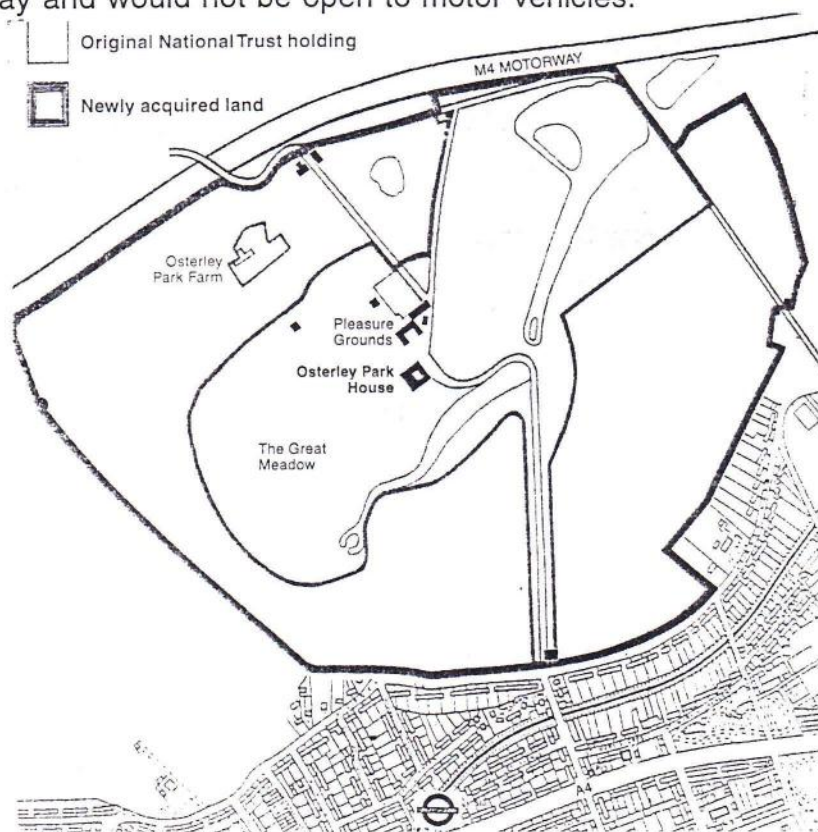 ay and would not be open to motor vehicles.
Original National Trust holding
Newly acquired land
M4 MOTORWAY
Osterley
Park Farm
Pleasure
Grounds
Osterley Park
House
The Great
Meadow
A4